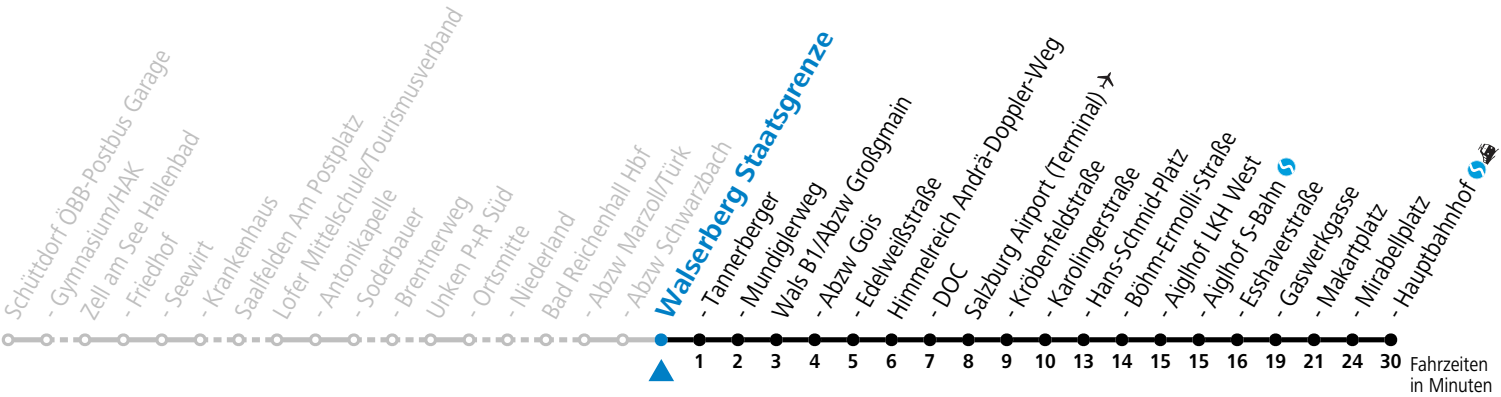 Schüttdorf ÖBB-Postbus Garage
- Gymnasium/HAK
Zell am See Hallenbad
- Friedhof
- Seewirt
- Krankenhaus
Saalfelden Am Postplatz
Lofer Mittelschule/Tourismusverband
- Antonikapelle
- Soderbauer
- Brentnerweg
Unken P+R Süd
- Ortsmitte
- Niederland
Bad Reichenhall Hbf
- Abzw Marzoll/Türk
- Abzw Schwarzbach
Walserberg Staatsgrenze
- Tannerberger
- Mundiglerweg
Wals B1/Abzw Großgmain
- Abzw Gois
- Edelweißstraße
Himmelreich Andrä-Doppler-Weg
- DOC
Salzburg Airport (Terminal)
- Kröbenfeldstraße
- Karolingerstraße
- Hans-Schmid-Platz
- Böhm-Ermolli-Straße
- Aiglhof LKH West
- Aiglhof S-Bahn
- Esshaverstraße
- Gaswerkgasse
- Makartplatz
- Mirabellplatz
- Hauptbahnhof
1 2 3 4 5 6 7 8 9 10 13 14 15 15 16 19 21 24 30
Fahrzeiten
in Minuten